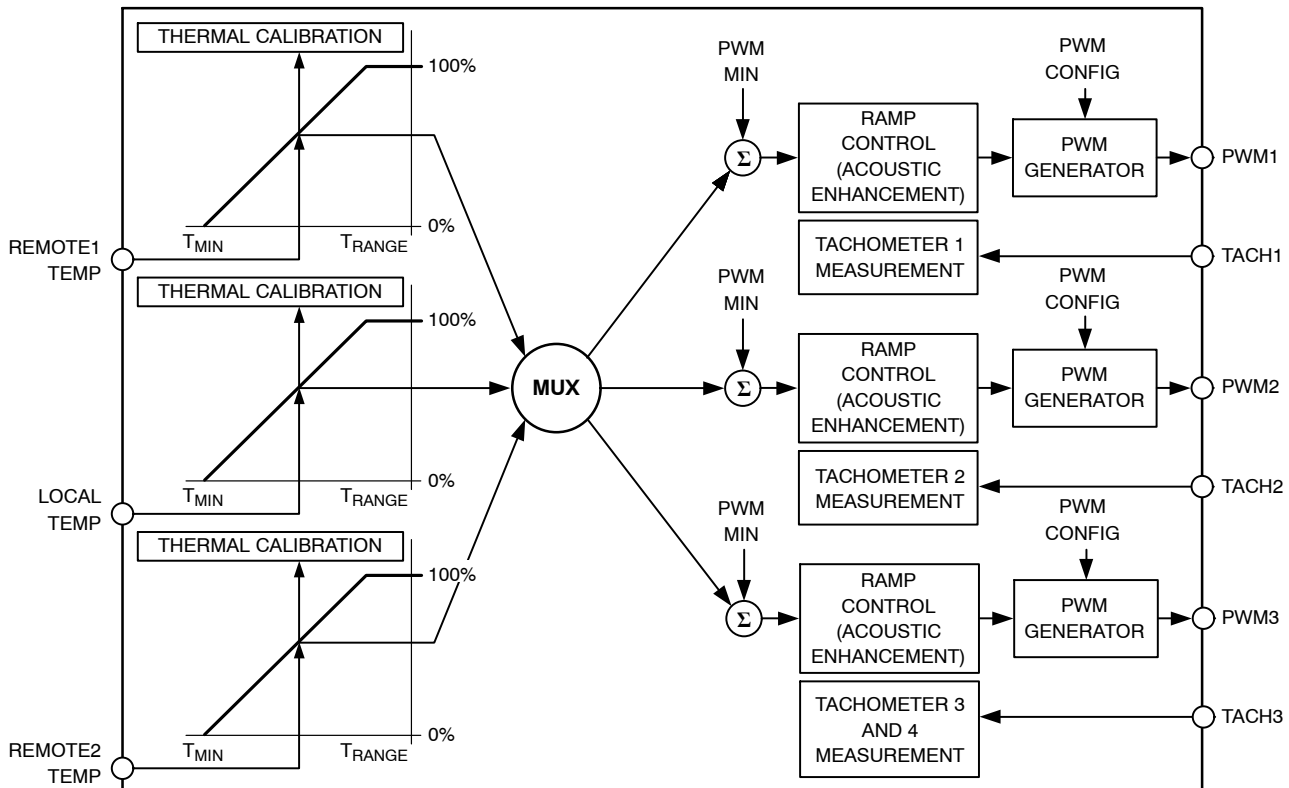 THERMAL CALIBRATION
100%
0%
T_MIN
T_RANGE
REMOTE1
TEMP
THERMAL CALIBRATION
100%
0%
T_MIN
T_RANGE
LOCAL
TEMP
THERMAL CALIBRATION
100%
0%
T_MIN
T_RANGE
REMOTE2
TEMP
MUX
PWM
MIN
Σ
RAMP
CONTROL
(ACOUSTIC
ENHANCEMENT)
PWM
CONFIG
PWM
GENERATOR
PWM1
TACHOMETER 1
MEASUREMENT
TACH1
PWM
MIN
Σ
RAMP
CONTROL
(ACOUSTIC
ENHANCEMENT)
PWM
CONFIG
PWM
GENERATOR
PWM2
TACHOMETER 2
MEASUREMENT
TACH2
PWM
MIN
Σ
RAMP
CONTROL
(ACOUSTIC
ENHANCEMENT)
PWM
CONFIG
PWM
GENERATOR
PWM3
TACHOMETER 3
AND 4
MEASUREMENT
TACH3